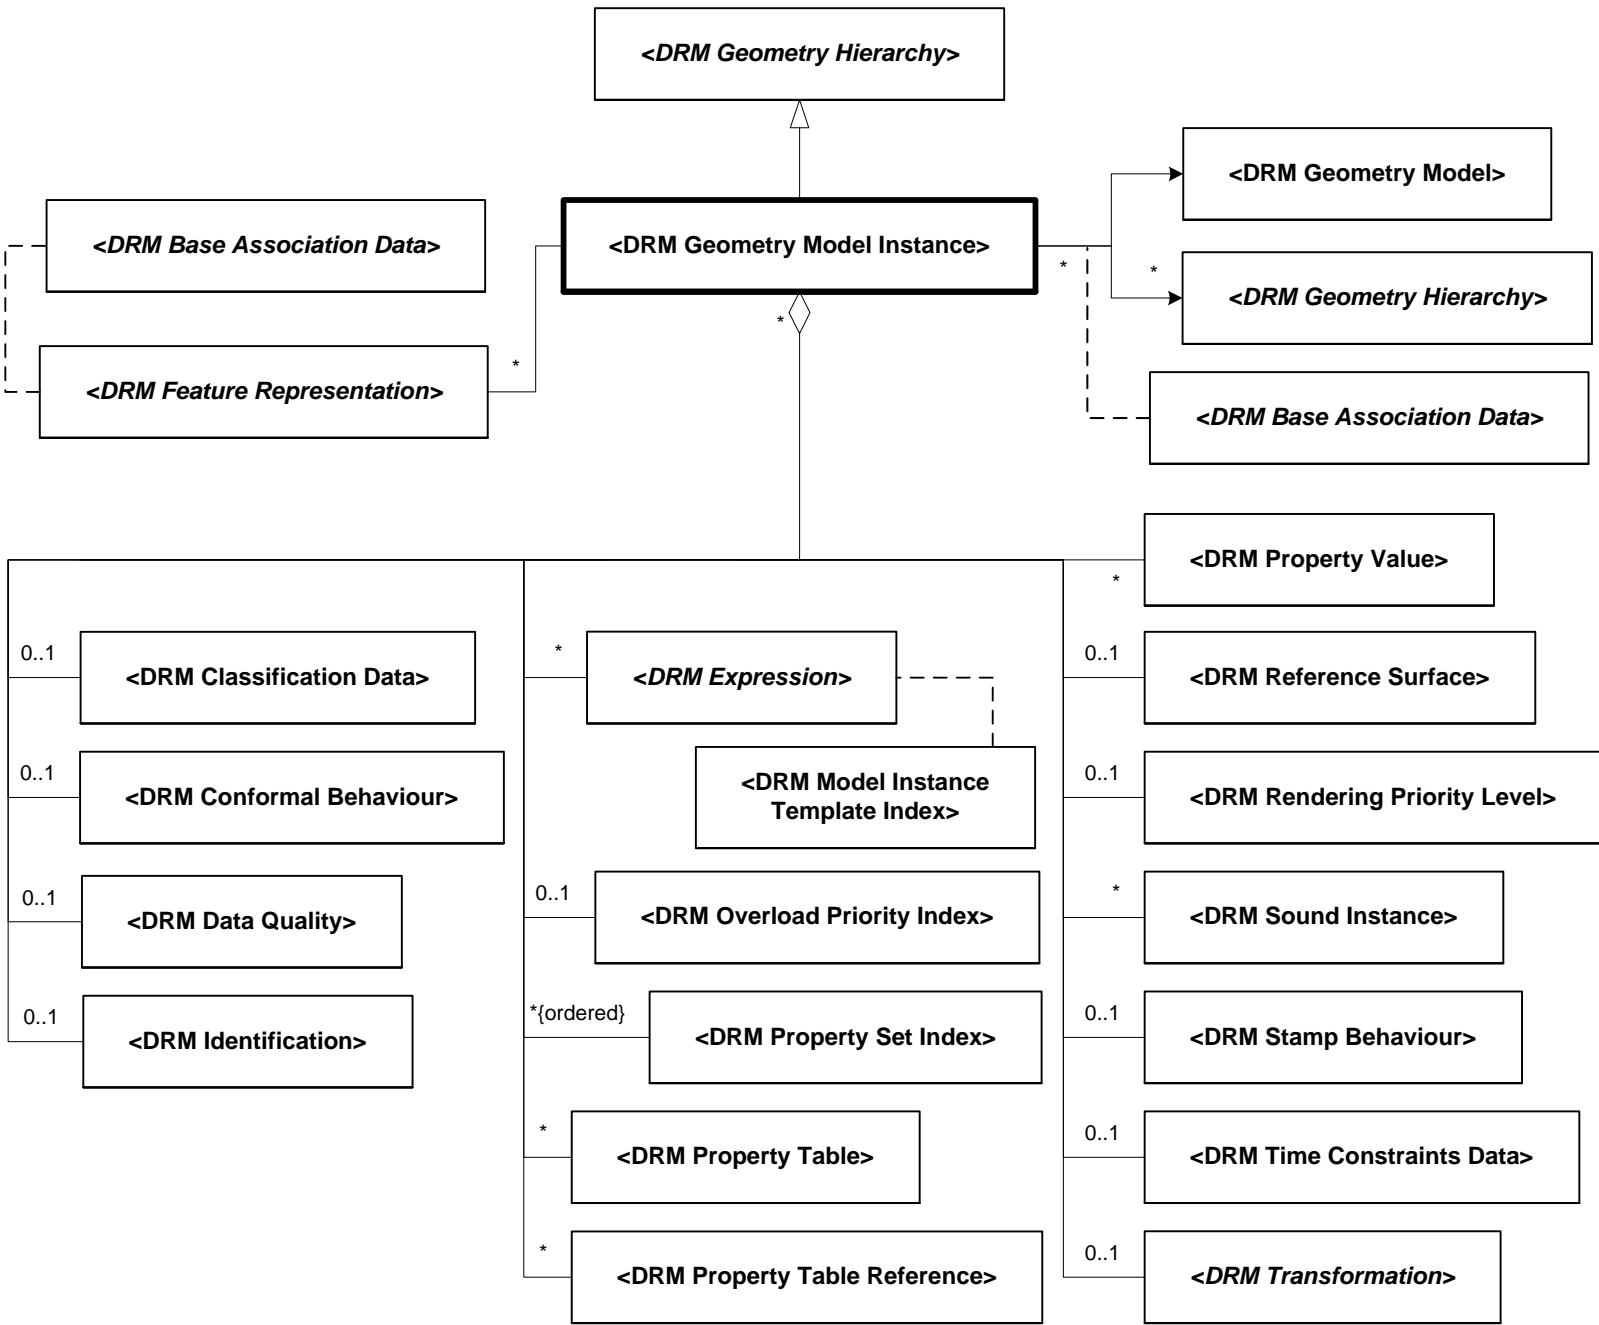 <DRM Geometry Hierarchy>
<DRM Geometry Model>
<DRM Base Association Data>
<DRM Geometry Model Instance>
*
*
<DRM Geometry Hierarchy>
*
*
<DRM Feature Representation>
<DRM Base Association Data>
<DRM Property Value>
*
0..1
<DRM Classification Data>
*
<DRM Expression>
0..1
<DRM Reference Surface>
0..1
<DRM Conformal Behaviour>
<DRM Model Instance
Template Index>
0..1
<DRM Rendering Priority Level>
0..1
<DRM Data Quality>
0..1
<DRM Overload Priority Index>
*
<DRM Sound Instance>
0..1
<DRM Identification>
*{ordered}
<DRM Property Set Index>
0..1
<DRM Stamp Behaviour>
*
<DRM Property Table>
0..1
<DRM Time Constraints Data>
*
<DRM Property Table Reference>
0..1
<DRM Transformation>